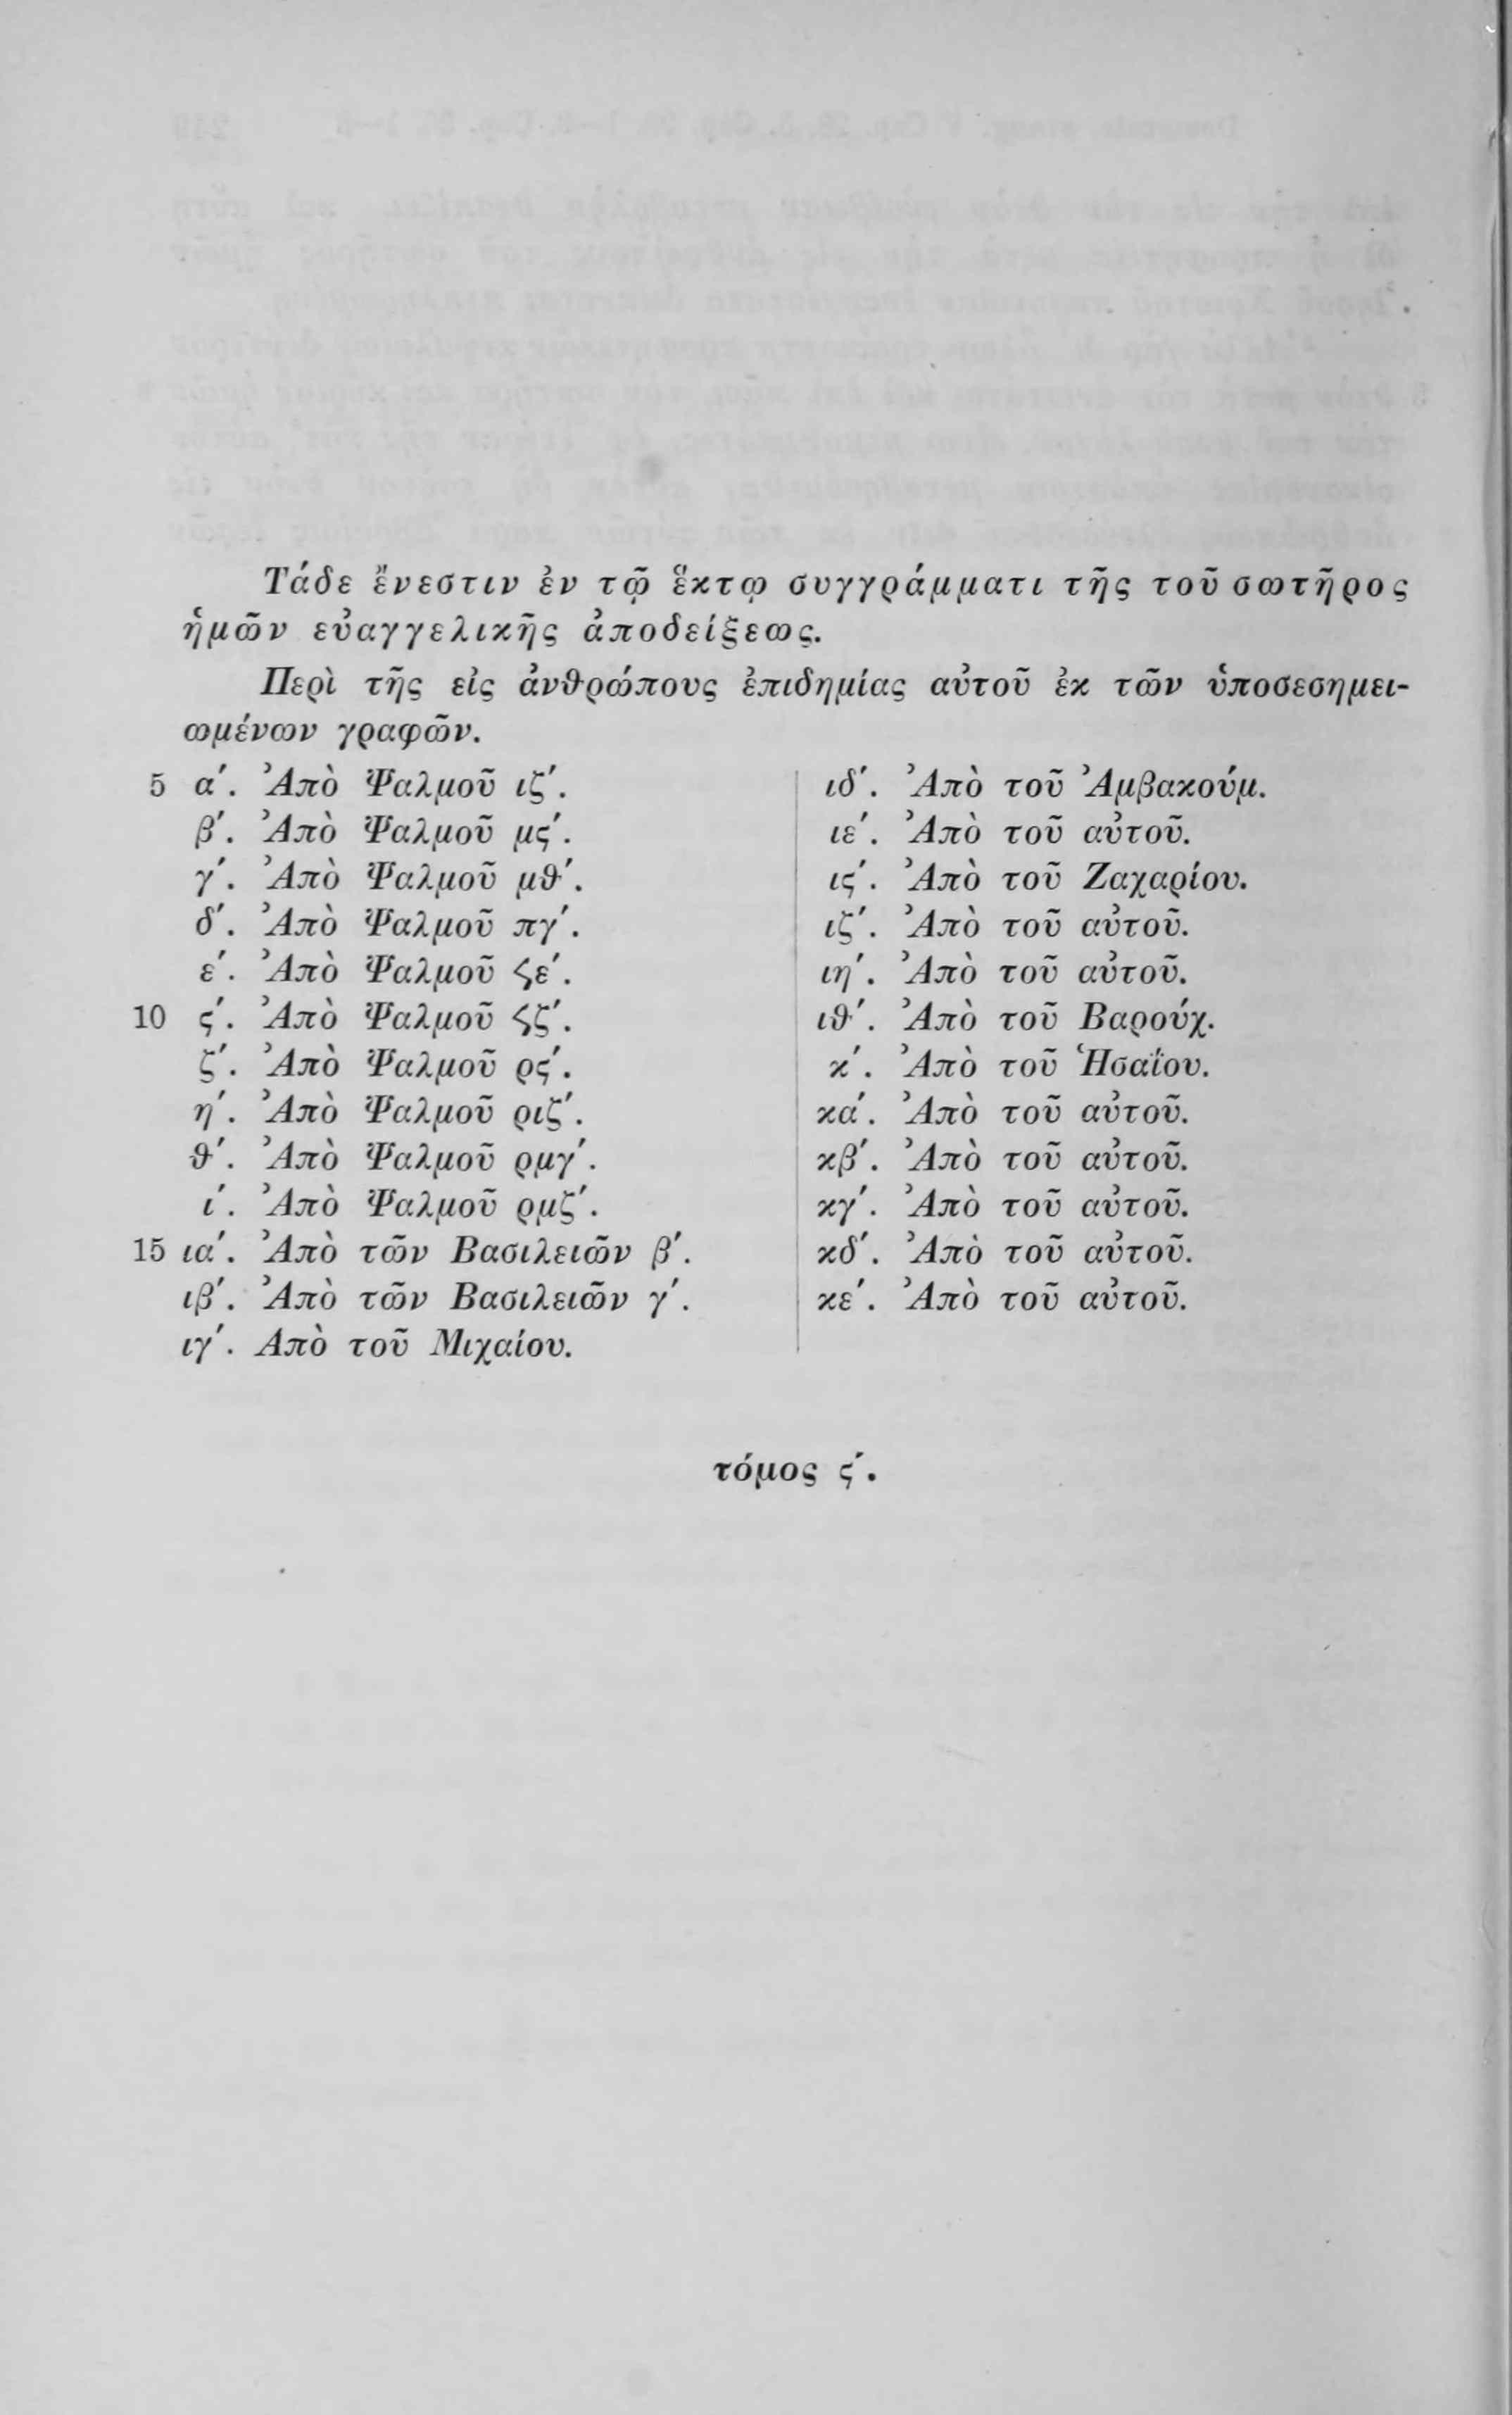 Τάδε ἔνεστιν ἐν τῷ ἕκτῳ συγγράμματι τῆς τοῦ σωτῆρος
ἡμῶν εὐαγγελικῆς ἀποδείξεως.
Περὶ τῆς εἰς ἀνθρώπους ἐπιδημίας αὐτοῦ ἐκ τῶν ὑποσεσημει-
ωμένων γραφῶν.
5 α΄. Ἀπὸ Ψαλμοῦ ιζ΄.
β΄. Ἀπὸ Ψαλμοῦ μς΄.
γ΄. Ἀπὸ Ψαλμοῦ μθ΄.
δ΄. Ἀπὸ Ψαλμοῦ πγ΄.
ε΄. Ἀπὸ Ψαλμοῦ ϟε΄.
10 ς΄. Ἀπὸ Ψαλμοῦ ϟζ΄.
ζ΄. Ἀπὸ Ψαλμοῦ ρς΄.
η΄. Ἀπὸ Ψαλμοῦ ριζ΄.
θ΄. Ἀπὸ Ψαλμοῦ ρμγ΄.
ι΄. Ἀπὸ Ψαλμοῦ ρμζ΄.
15 ια΄. Ἀπὸ τῶν Βασιλειῶν β΄.
ιβ΄. Ἀπὸ τῶν Βασιλειῶν γ΄.
ιγ΄. Απὸ τοῦ Μιχαίου.
ιδ΄. Ἀπὸ τοῦ Ἀμβακούμ.
ιε΄. Ἀπὸ τοῦ αὐτοῦ.
ις΄. Ἀπὸ τοῦ Ζαχαρίου.
ιζ΄. Ἀπὸ τοῦ αὐτοῦ.
ιη΄. Ἀπὸ τοῦ αὐτοῦ.
ιθ΄. Ἀπὸ τοῦ Βαρούχ.
κ΄. Ἀπὸ τοῦ Ἡσαΐου.
κα΄. Ἀπὸ τοῦ αὐτοῦ.
κβ΄. Ἀπὸ τοῦ αὐτοῦ.
κγ΄. Ἀπὸ τοῦ αὐτοῦ.
κδ΄. Ἀπὸ τοῦ αὐτοῦ.
κε΄. Ἀπὸ τοῦ αὐτοῦ.
τόμος ς΄.